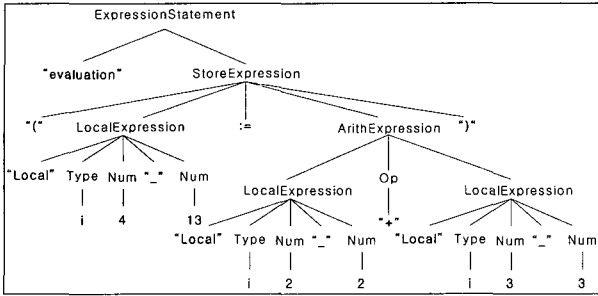 ExpressionStatement
"evaluation" StoreExpression
"(" LocalExpression := ArithExpression ")"
"Local" Type Num "_" Num LocalExpression Op LocalExpression
i 4 13 "+"
"Local" Type Num "_" Num "Local" Type Num "_" Num
i 2 2 i 3 3